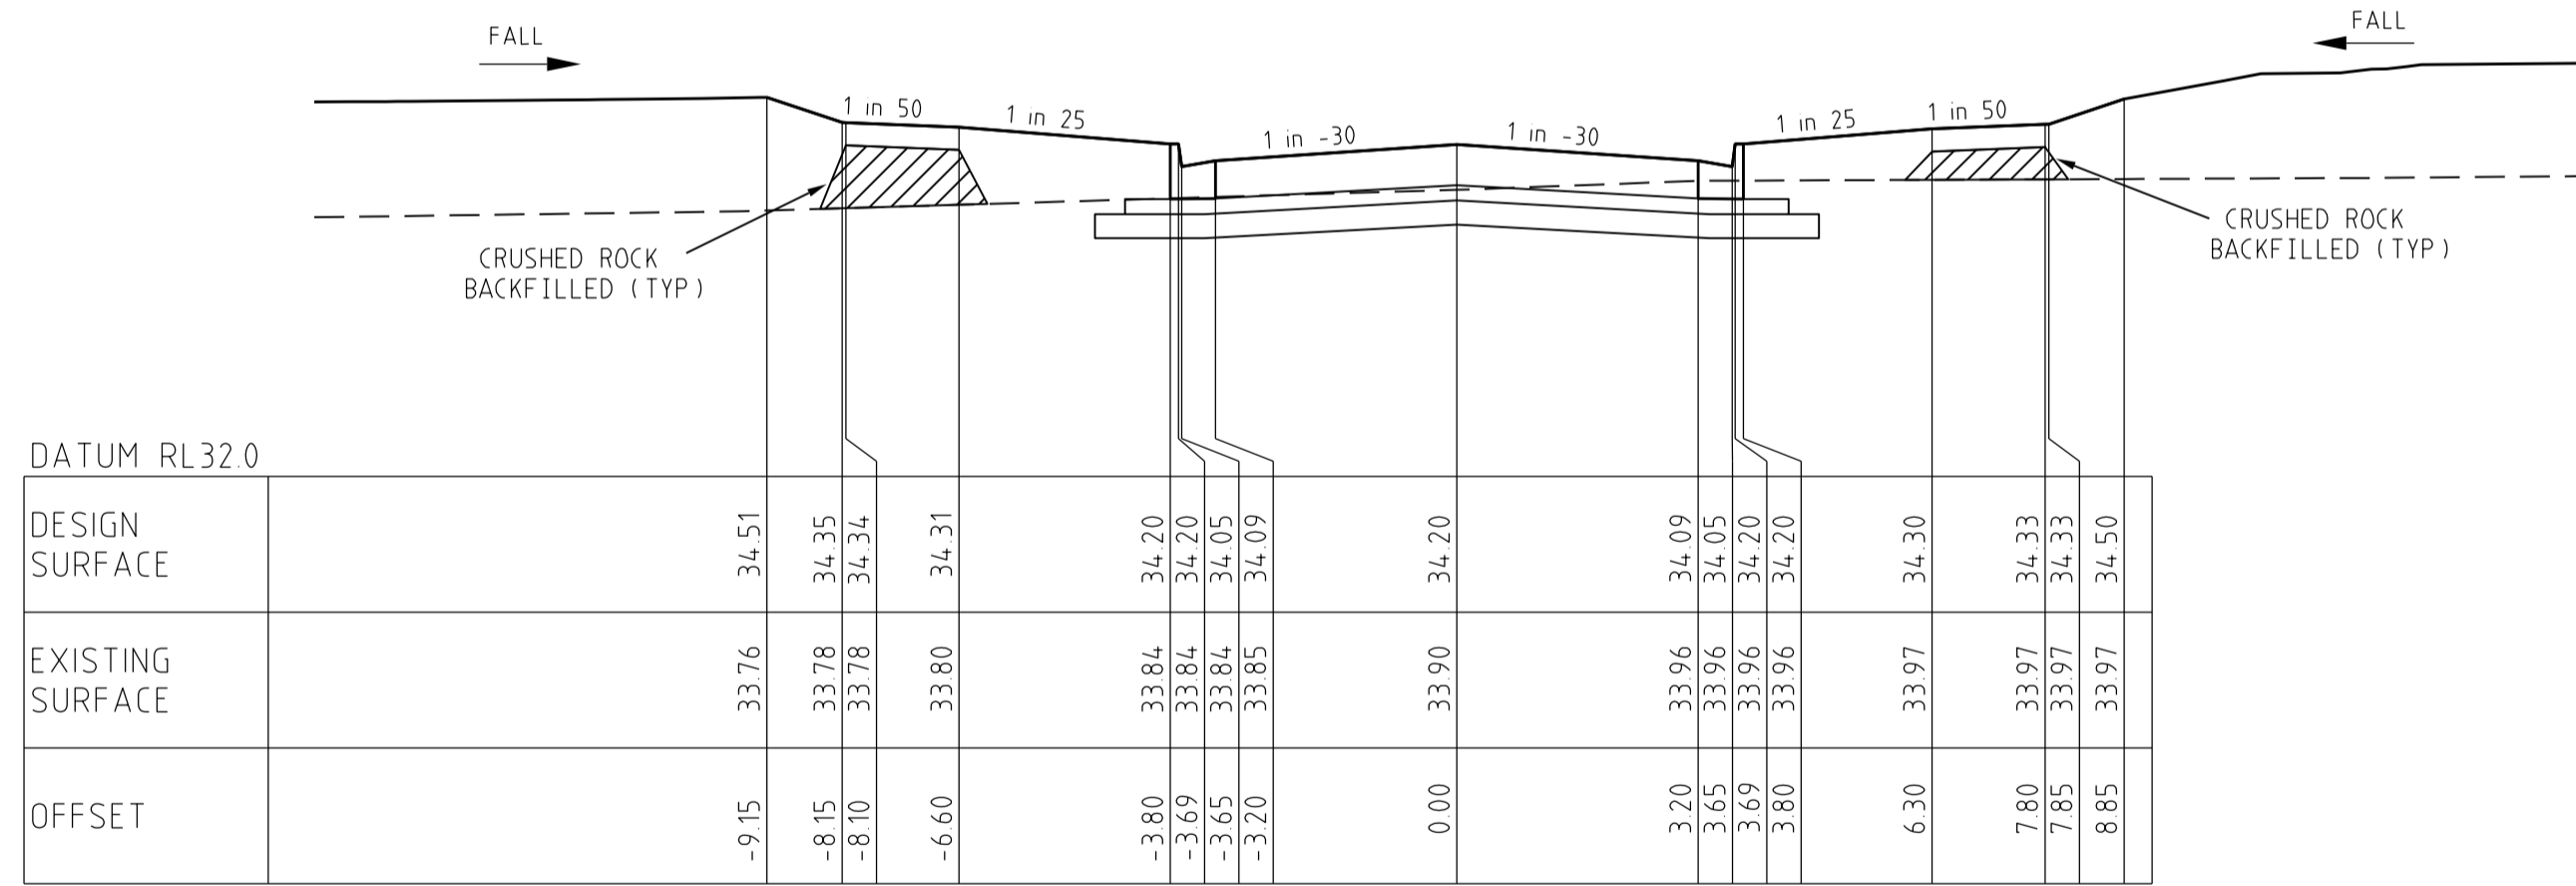 FALL
FALL
1 in 50
1 in 25
1 in -30
1 in -30
1 in 25
1 in 50
CRUSHED ROCK
BACKFILLED (TYP)
CRUSHED ROCK
BACKFILLED (TYP)
DATUM RL32.0
DESIGN
SURFACE
34.51
34.35
34.34
34.31
34.20
34.20
34.05
34.09
34.20
34.09
34.05
34.20
34.20
34.30
34.33
34.33
34.50
EXISTING
SURFACE
33.76
33.78
33.78
33.80
33.84
33.84
33.84
33.85
33.90
33.96
33.96
33.96
33.96
33.97
33.97
33.97
33.97
OFFSET
-9.15
-8.15
-8.10
-6.60
-3.80
-3.69
-3.65
-3.20
0.00
3.20
3.65
3.69
3.80
6.30
7.80
7.85
8.85